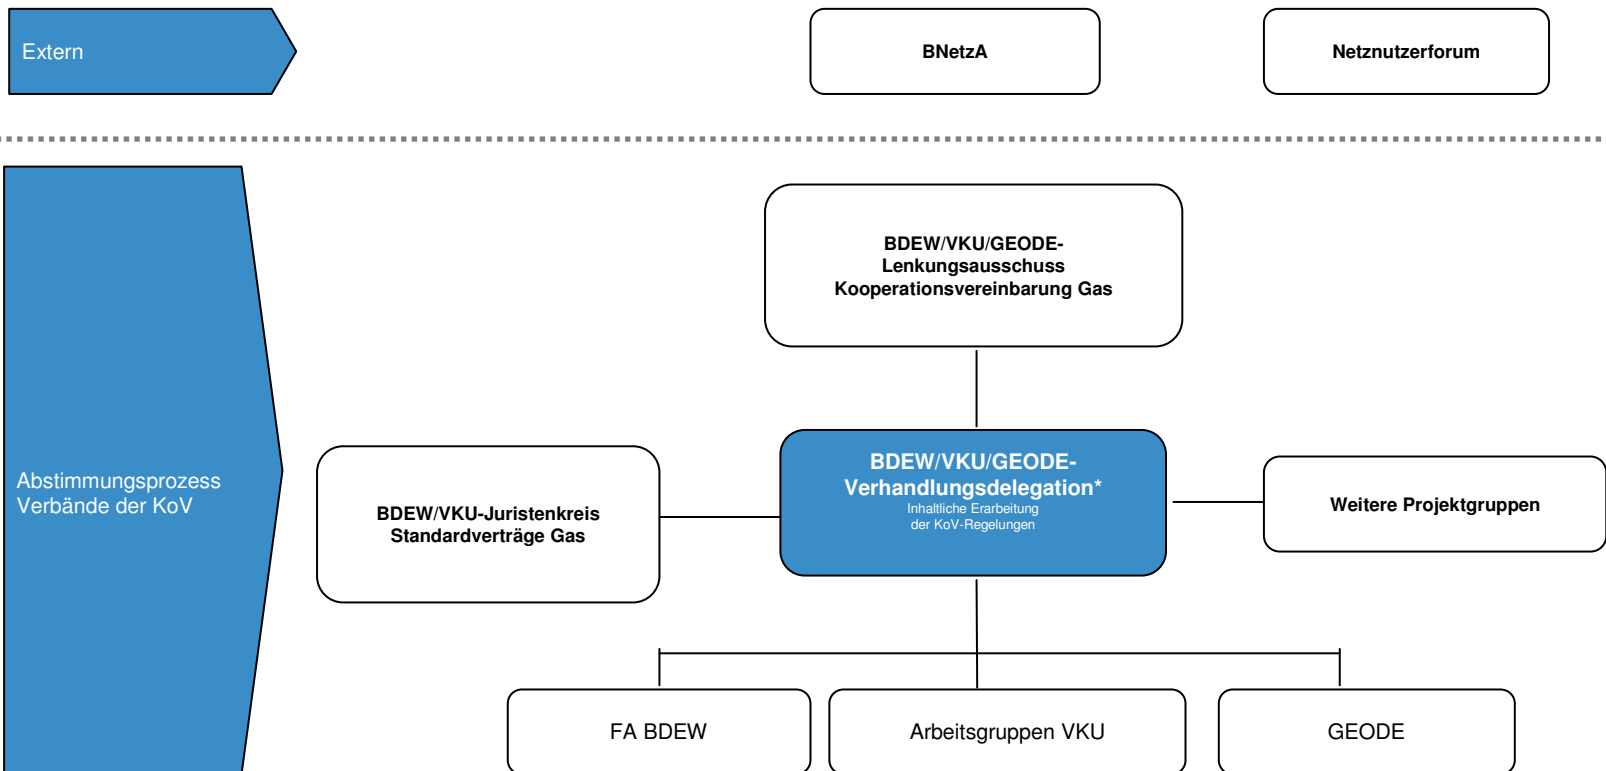 Extern
BNetzA
Netznutzerforum
BDEW/VKU/GEODE-
Lenkungsausschuss
Kooperationsvereinbarung Gas
Abstimmungsprozess
Verbände der KoV
BDEW/VKU-Juristenkreis
Standardverträge Gas
BDEW/VKU/GEODE-
Verhandlungsdelegation*
Inhaltliche Erarbeitung
der KoV-Regelungen
Weitere Projektgruppen
FA BDEW
Arbeitsgruppen VKU
GEODE